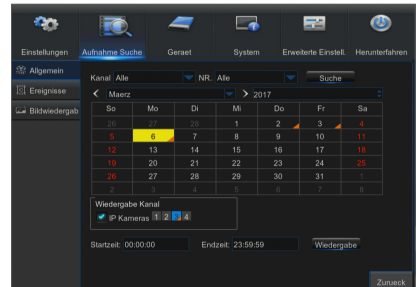 Einstellungen Aufnahme Suche Geraet System Erweiterte Einstell. Herunterfahren
Allgemein
Ereignisse
Bildwiedergab
Kanal Alle NR. Alle Suche
< Maerz > 2017
So Mo Di Mi Do Fr Sa
26 27 28 1 2 3 4
5 6 7 8 9 10 11
12 13 14 15 16 17 18
19 20 21 22 23 24 25
26 27 28 29 30 31 1
2 3 4 5 6 7 8
Wiedergabe Kanal
IP Kameras 1 2 3 4
Startzeit: 00:00:00 Endzeit: 23:59:59 Wiedergabe
Zurueck